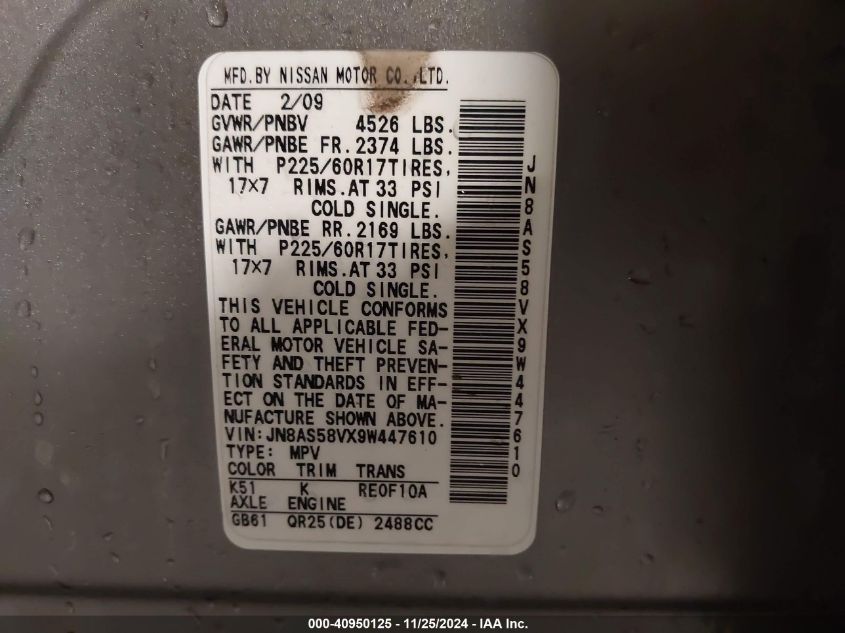 MFD.BY NISSAN MOTOR CO.,LTD.
DATE 2/09
GVWR/PNBV 4526 LBS.
GAWR/PNBE FR.2374 LBS.
WITH P225/60R17TIRES,
17×7 RIMS.AT 33 PSI
COLD SINGLE.
GAWR/PNBE RR.2169 LBS.
WITH P225/60R17TIRES,
17×7 RIMS.AT 33 PSI
COLD SINGLE.
THIS VEHICLE CONFORMS
TO ALL APPLICABLE FED-
ERAL MOTOR VEHICLE SA-
FETY AND THEFT PREVEN-
TION STANDARDS IN EFF-
ECT ON THE DATE OF MA-
NUFACTURE SHOWN ABOVE.
VIN:JN8AS58VX9W447610
TYPE: MPV
COLOR TRIM TRANS
K51 K RE0F10A
AXLE ENGINE
GB61 QR25(DE) 2488CC
JN8AS58VX9W447610
000-40950125 - 11/25/2024 - IAA Inc.